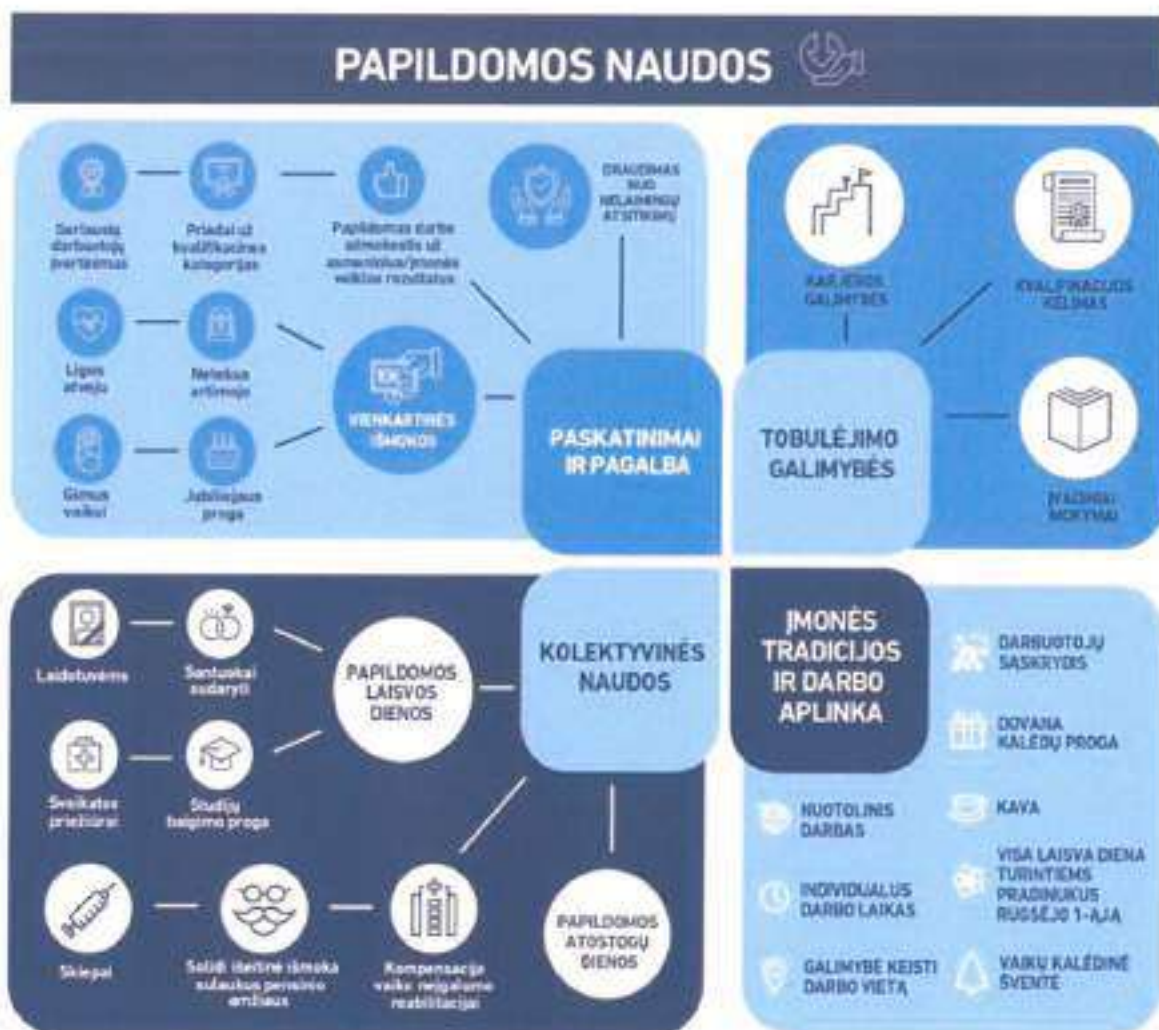 PAPILDOMOS NAUDOS
Geriausių
darbuotojų
įvertinimas
Priedai už
kvalifikacines
kategorijas
Papildomas darbo
užmokestis už
asmeninius/įmonės
veiklos rezultatus
DRAUDIMAS
NUO
NELAIMINGŲ
ATSITIKIMŲ
Ligos
atveju
Netekus
artimojo
VIENKARTINĖS
IŠMOKOS
Gimus
vaikui
Jubiliejaus
proga
PASKATINIMAI
IR PAGALBA
KARJEROS
GALIMYBĖS
KVALIFIKACIJOS
KĖLIMAS
TOBULĖJIMO
GALIMYBĖS
ĮVADINIAI
MOKYMAI
Laidotuvėms
Santuokai
sudaryti
PAPILDOMOS
LAISVOS
DIENOS
KOLEKTYVINĖS
NAUDOS
Sveikatos
priežiūrai
Studijų
baigimo proga
Skiepai
Solidi išeitinė išmoka
sulaukus pensinio
amžiaus
Kompensacija
vaikų neįgalumo
reabilitacijai
PAPILDOMOS
ATOSTOGŲ
DIENOS
ĮMONĖS
TRADICIJOS
IR DARBO
APLINKA
DARBUOTOJŲ
SĄSKRYDIS
DOVANA
KALĖDŲ PROGA
NUOTOLINIS
DARBAS
KAVA
INDIVIDUALUS
DARBO LAIKAS
VISA LAISVA DIENA
TURINTIEMS
PRADINUKUS
RUGSĖJO 1-ĄJĄ
GALIMYBĖ KEISTI
DARBO VIETĄ
VAIKŲ KALĖDINĖ
ŠVENTĖ